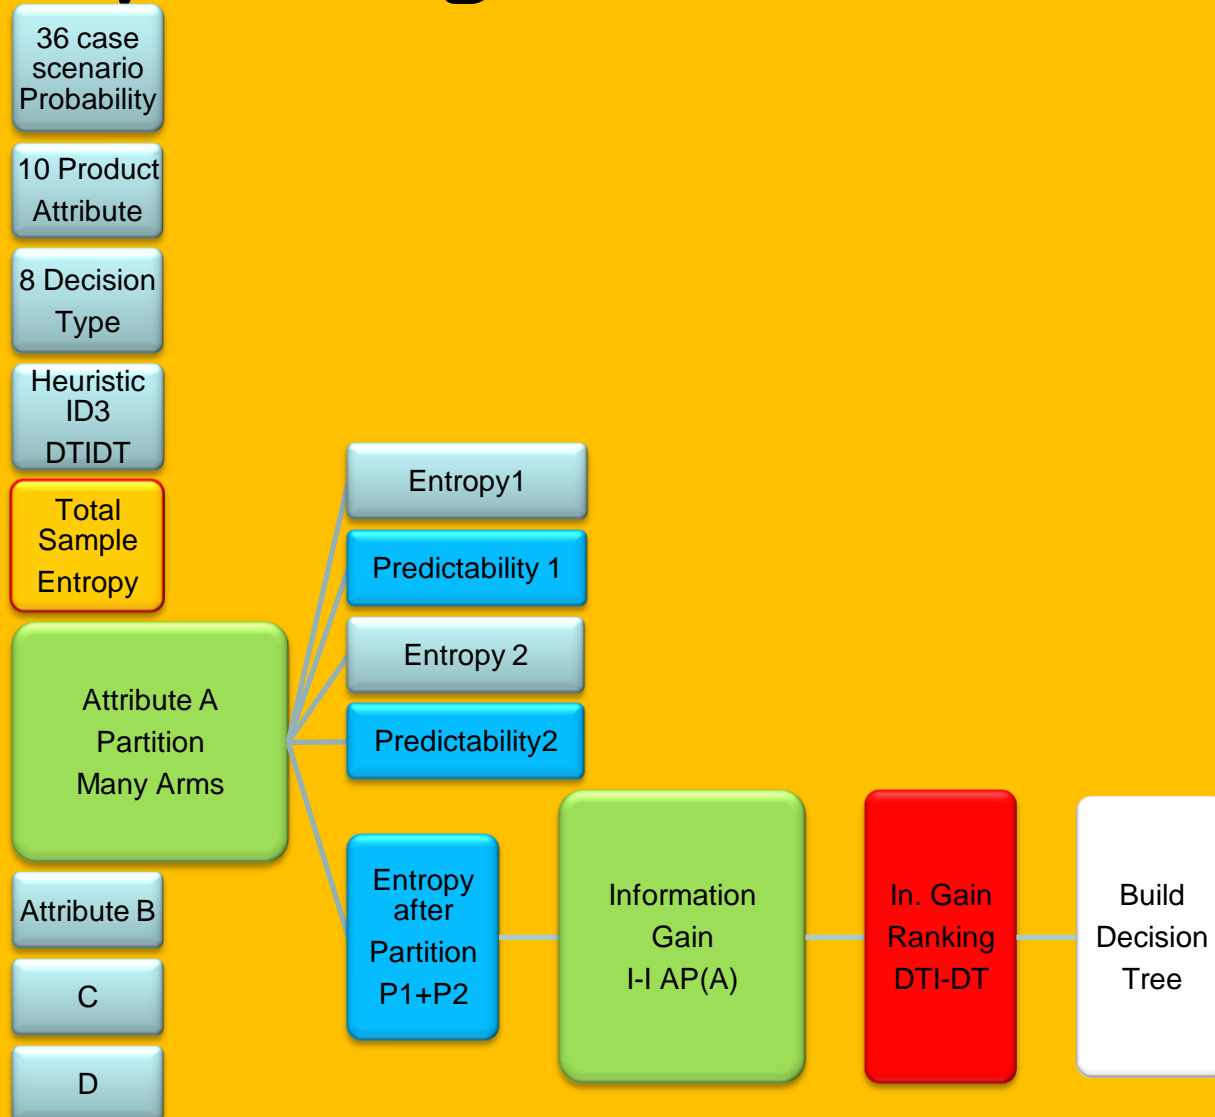 36 case
scenario
Probability
10 Product
Attribute
8 Decision
Type
Heuristic
ID3
DTIDT
Total
Sample
Entropy
Attribute A
Partition
Many Arms
Attribute B
C
D
Entropy1
Predictability 1
Entropy 2
Predictability2
Entropy
after
Partition
P1+P2
Information
Gain
I-I AP(A)
In. Gain
Ranking
DTI-DT
Build
Decision
Tree